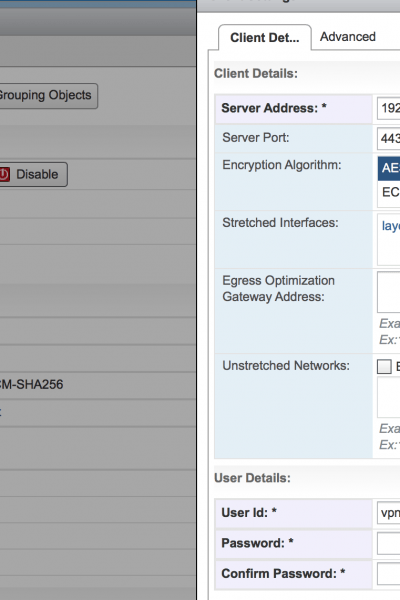 Grouping Objects
Disable
CM-SHA256
Client Det...
Advanced
Client Details:
Server Address: *
192
Server Port:
443
Encryption Algorithm:
AE
EC
Stretched Interfaces:
lay
Egress Optimization
Gateway Address:
Exa
Ex:
Unstretched Networks:
E
Exa
Ex:
User Details:
User Id: *
vpn
Password: *
Confirm Password: *